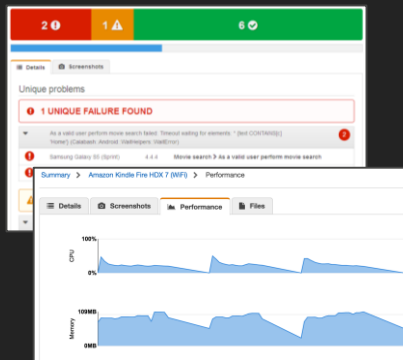 2
1
6
Details Screenshots
Unique problems
1 UNIQUE FAILURE FOUND
As a valid user perform movie search failed: Timeout waiting for elements: * {text CONTAINS[c]
'Home'} (Calabash::Android::WaitHelpers::WaitError)
2
Samsung Galaxy S5 (Sprint) 4.4.4 Movie search > As a valid user perform movie search
Summary > Amazon Kindle Fire HDX 7 (WiFi) > Performance
Details Screenshots Performance Files
100%
CPU
0%
109MB
Memory
0MB